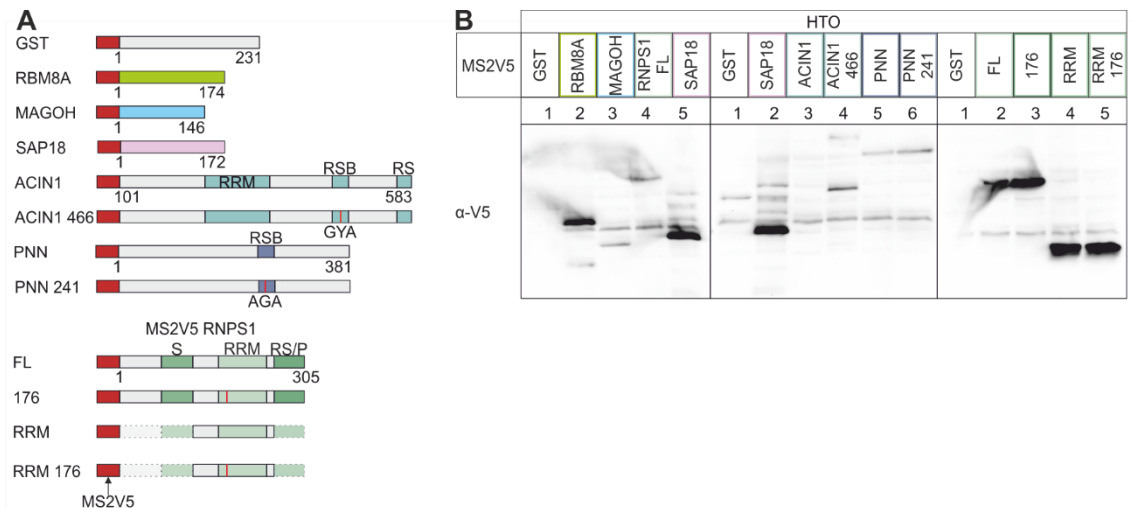 A
GST
1 231
RBM8A
1 174
MAGOH
1 146
SAP18
1 172
ACIN1
RRM RSB RS
101 583
ACIN1 466
GYA
PNN
RSB
1 381
PNN 241
AGA
MS2V5 RNPS1
S RRM RS/P
FL
1 305
176
RRM
RRM 176
MS2V5
B
HTO
MS2V5
GST RBM8A MAGOH RNPS1 FL SAP18 GST SAP18 ACIN1 ACIN1 466 PNN PNN 241 GST FL 176 RRM RRM 176
1 2 3 4 5 1 2 3 4 5 6 1 2 3 4 5
α-V5